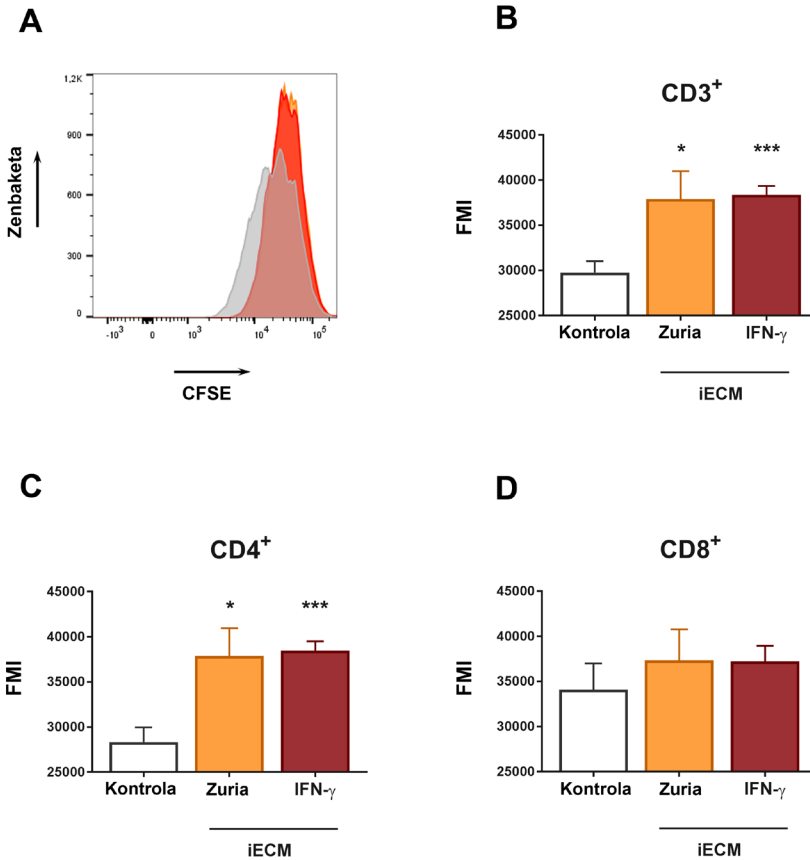 A
1,2K
900
600
300
0
Zenbaketa
-10³
0
10³
10⁴
10⁵
CFSE
B
CD3⁺
45000
40000
35000
30000
25000
FMI
*
***
Kontrola
Zuria
IFN-γ
iECM
C
CD4⁺
45000
40000
35000
30000
25000
FMI
*
***
Kontrola
Zuria
IFN-γ
iECM
D
CD8⁺
45000
40000
35000
30000
25000
FMI
Kontrola
Zuria
IFN-γ
iECM